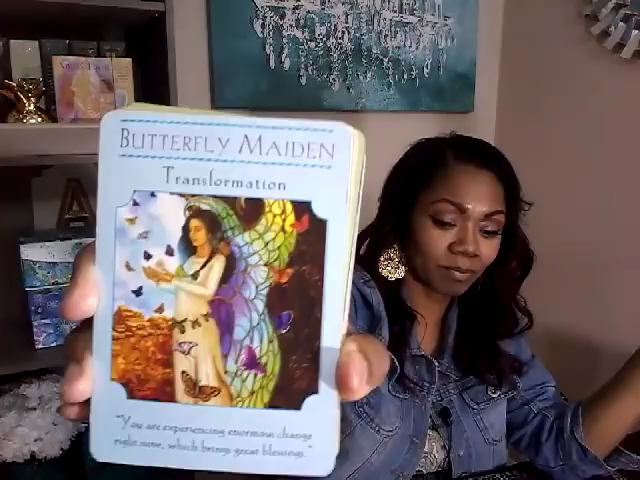 BUTTERFLY MAIDEN
Transformation
"You are experiencing enormous change
right now, which brings great blessings."
A